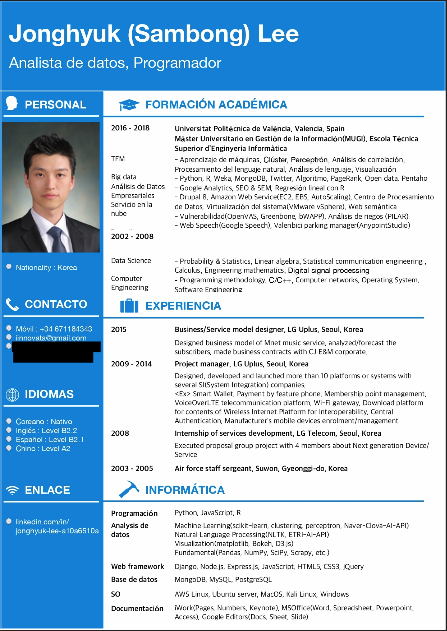 Jonghyuk (Sambong) Lee
Analista de datos, Programador
PERSONAL
Nationality : Korea
CONTACTO
Móvil : +34 671184343
iinnovata@gmail.com
IDIOMAS
Coreano : Nativo
Inglés : Level B2.2
Español : Level B2.1
Chino : Level A2
ENLACE
linkedin.com/in/
jonghyuk-lee-a10a6510a
FORMACIÓN ACADÉMICA
2016 - 2018
Universitat Politècnica de València, Valencia, Spain
Máster Universitario en Gestión de la Información(MUGI), Escola Tècnica
Superior d'Enginyeria Informàtica
TFM
- Aprendizaje de máquinas, Clúster, Perceptron, Análisis de correlación,
Procesamiento del lenguaje natural, Análisis de lenguaje, Visualización
Big data
- Python, R, Weka, MongoDB, Twitter, Algoritmo, PageRank, Open data, Pentaho
Análisis de Datos
Empresariales
- Google Analytics, SEO & SEM, Regresión lineal con R
Servicio en la
nube
- Drupal 8, Amazon Web Service(EC2, EBS, AutoScaling), Centro de Procesamiento
de Datos, Virtualización del sistema(VMware vSphere), Web semántica
- Vulnerabilidad(OpenVAS, Greenbone, bWAPP), Análisis de riegos (PILAR)
- Web Speech(Google Speech), Valenbici parking manager(AnypointStudio)
2002 - 2008
Data Science
- Probability & Statistics, Linear algebra, Statistical communication engineering ,
Calculus, Engineering mathematics, Digital signal processing
Computer
Engineering
- Programming methodology, C/C++, Computer networks, Operating System,
Software Engineering
EXPERIENCIA
2015
Business/Service model designer, LG Uplus, Seoul, Korea
Designed business model of Mnet music service, analyzed/forecast the
subscribers, made business contracts with CJ E&M corporate,
2009 - 2014
Project manager, LG Uplus, Seoul, Korea
Designed, developed and launched more than 10 platforms or systems with
several SI(System Integration) companies,
<Ex> Smart Wallet, Payment by feature phone, Membership point management,
VoiceOverLTE telecommunication platform, Wi-Fi gateway, Download platform
for contents of Wireless Internet Platform for Interoperability, Central
Authentication, Manufacturer's mobile devices enrolment/management
2008
Internship of services development, LG Telecom, Seoul, Korea
Executed proposal group project with 4 members about Next generation Device/
Service
2003 - 2005
Air force staff sergeant, Suwon, Gyeonggi-do, Korea
INFORMÁTICA
Programación
Python, JavaScript, R
Análisis de
datos
Machine Learning(scikit-learn, clustering, perceptron, Naver-Clova-AI-API)
Natural Language Processing(NLTK, ETRI-AI-API)
Visualization(matplotlib, Bokeh, D3.js)
Fundamental(Pandas, NumPy, SciPy, Scrapy, etc.)
Web framework
Django, Node.js, Express.js, JavaScript, HTML5, CSS3, jQuery
Base de datos
MongoDB, MySQL, PostgreSQL
SO
AWS Linux, Ubuntu server, MacOS, Kali Linux, Windows
Documentación
iWork(Pages, Numbers, Keynote), MSOffice(Word, Spreadsheet, Powerpoint,
Access), Google Editors(Docs, Sheet, Slide)